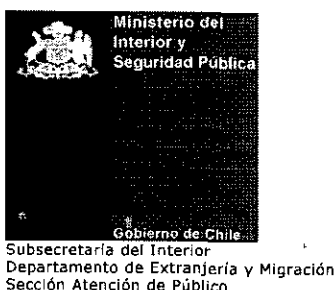 Ministerio del
Interior y
Seguridad Pública
Gobierno de Chile
Subsecretaría del Interior
Departamento de Extranjería y Migración
Sección Atención de Público